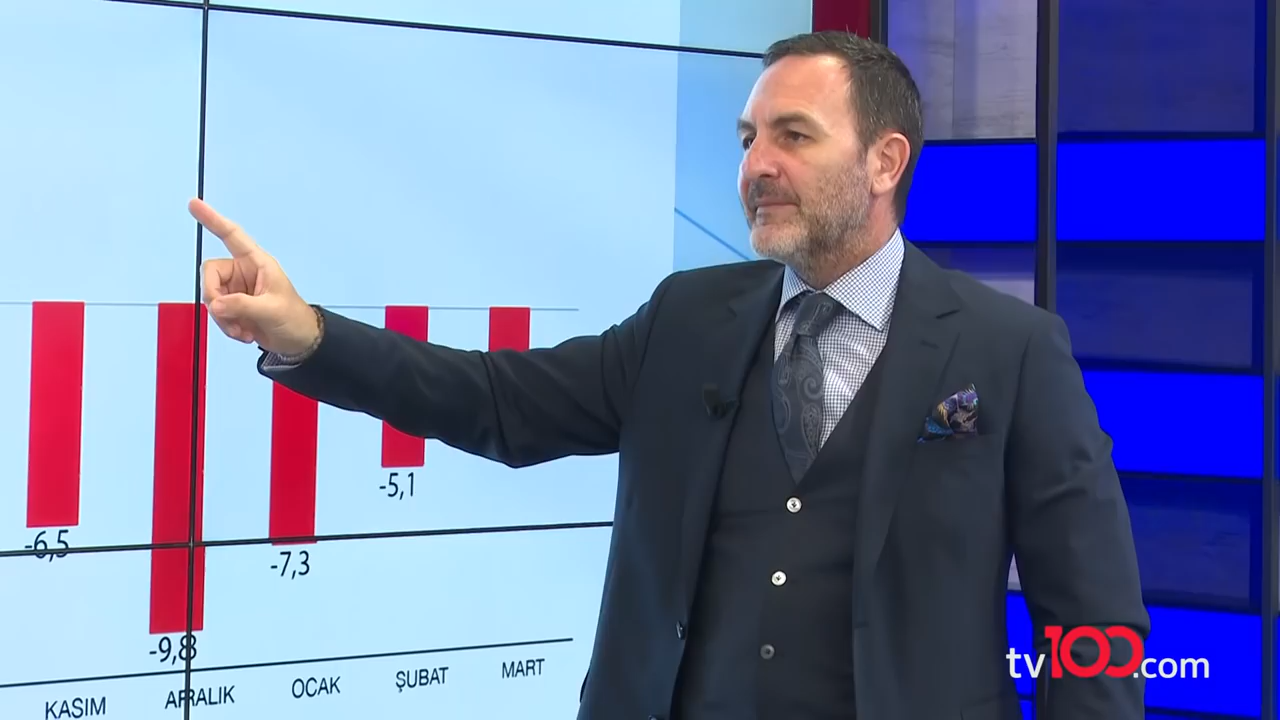 -6,5
-9,8
-7,3
-5,1
KASIM
ARALIK
OCAK
ŞUBAT
MART
tv100.com